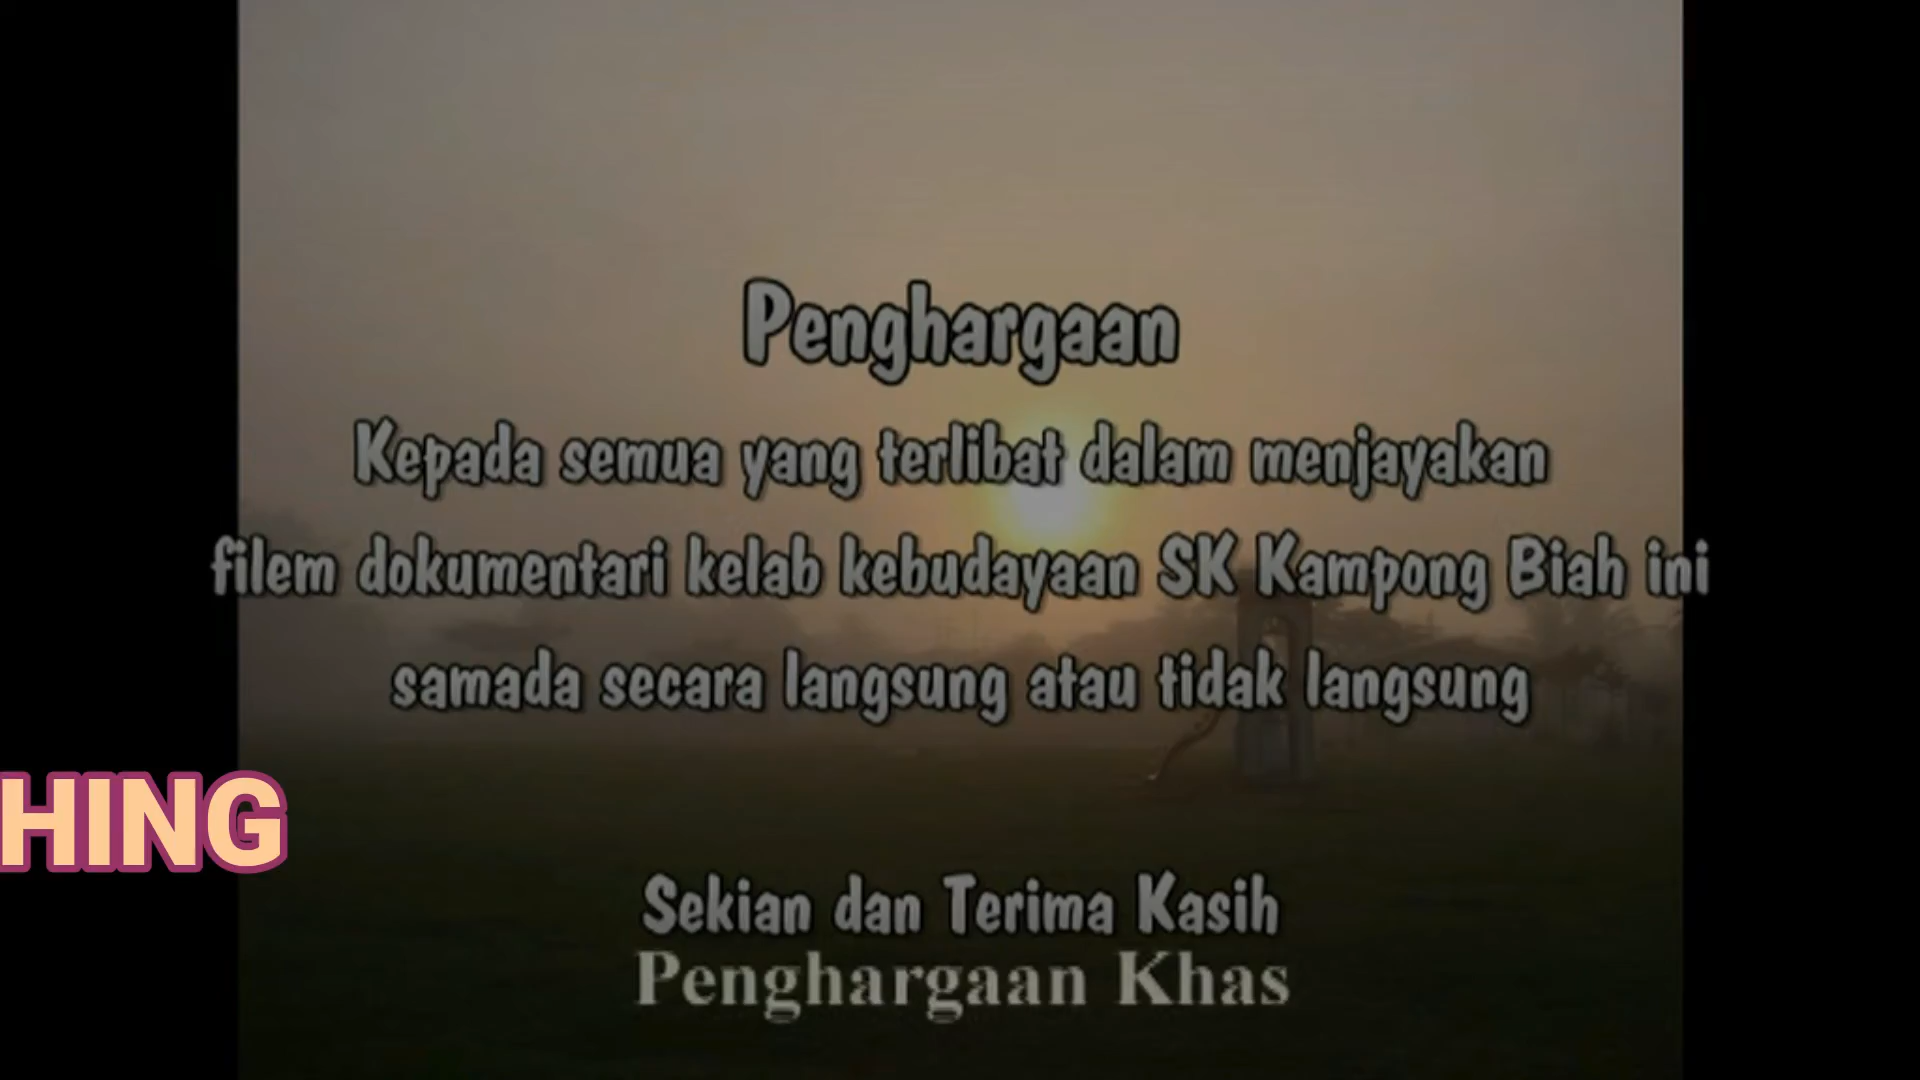 Penghargaan
Kepada semua yang terlibat dalam menjayakan
filem dokumentari kelab kebudayaan SK Kampong Biah ini
samada secara langsung atau tidak langsung
HING
Sekian dan Terima Kasih
Penghargaan Khas